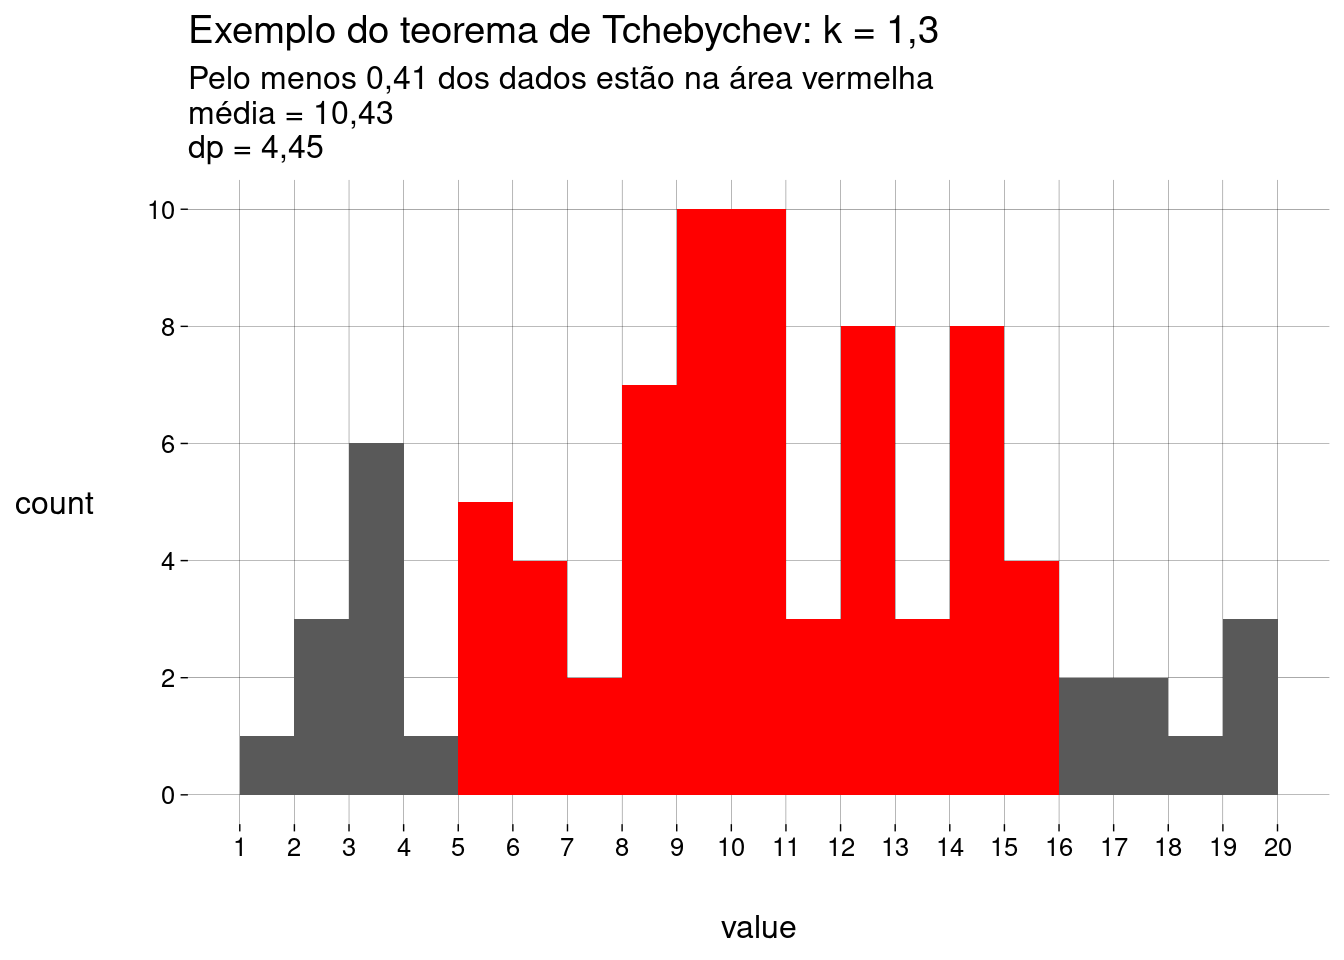 Exemplo do teorema de Tchebychev: k = 1,3
Pelo menos 0,41 dos dados estão na área vermelha
média = 10,43
dp = 4,45
10
8
6
count
4
2
0
1 2 3 4 5 6 7 8 9 10 11 12 13 14 15 16 17 18 19 20
value